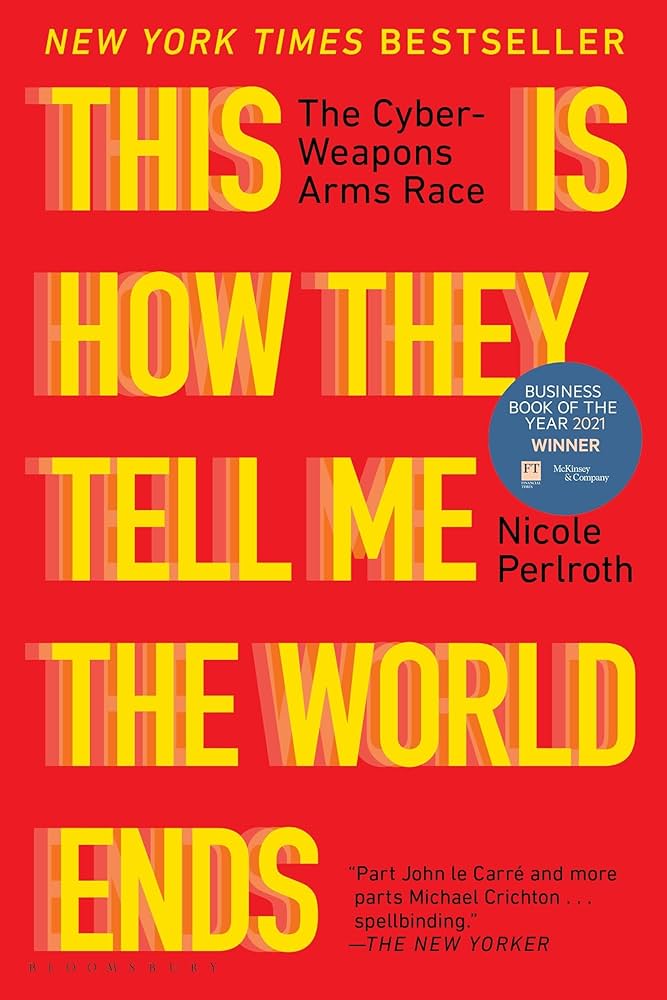 NEW YORK TIMES BESTSELLER
THIS IS
The Cyber-
Weapons
Arms Race
HOW THEY
BUSINESS
BOOK OF THE
YEAR 2021
WINNER
FT
FINANCIAL
TIMES
McKinsey
& Company
TELL ME
Nicole
Perlroth
THE WORLD
ENDS
“Part John le Carré and more
parts Michael Crichton . . .
spellbinding.”
—THE NEW YORKER
BLOOMSBURY